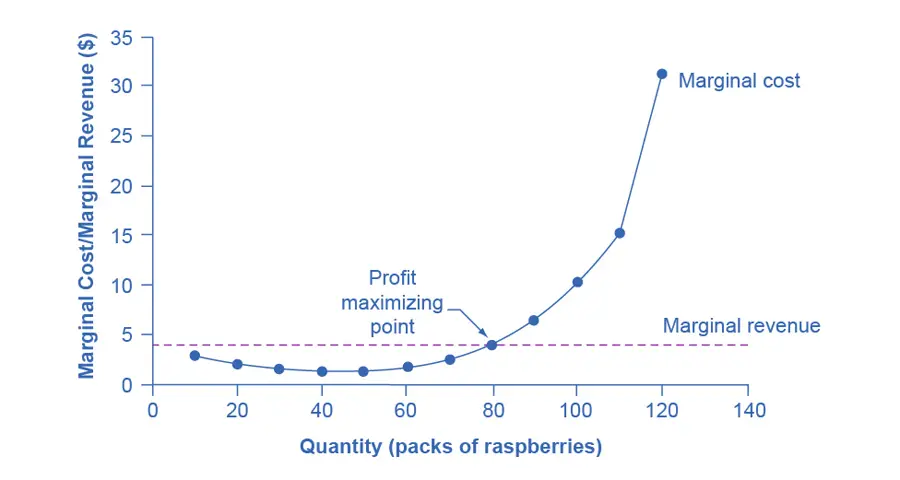 Marginal Cost/Marginal Revenue ($)
35
30
25
20
15
10
5
0
Marginal cost
Profit
maximizing
point
Marginal revenue
0 20 40 60 80 100 120 140
Quantity (packs of raspberries)